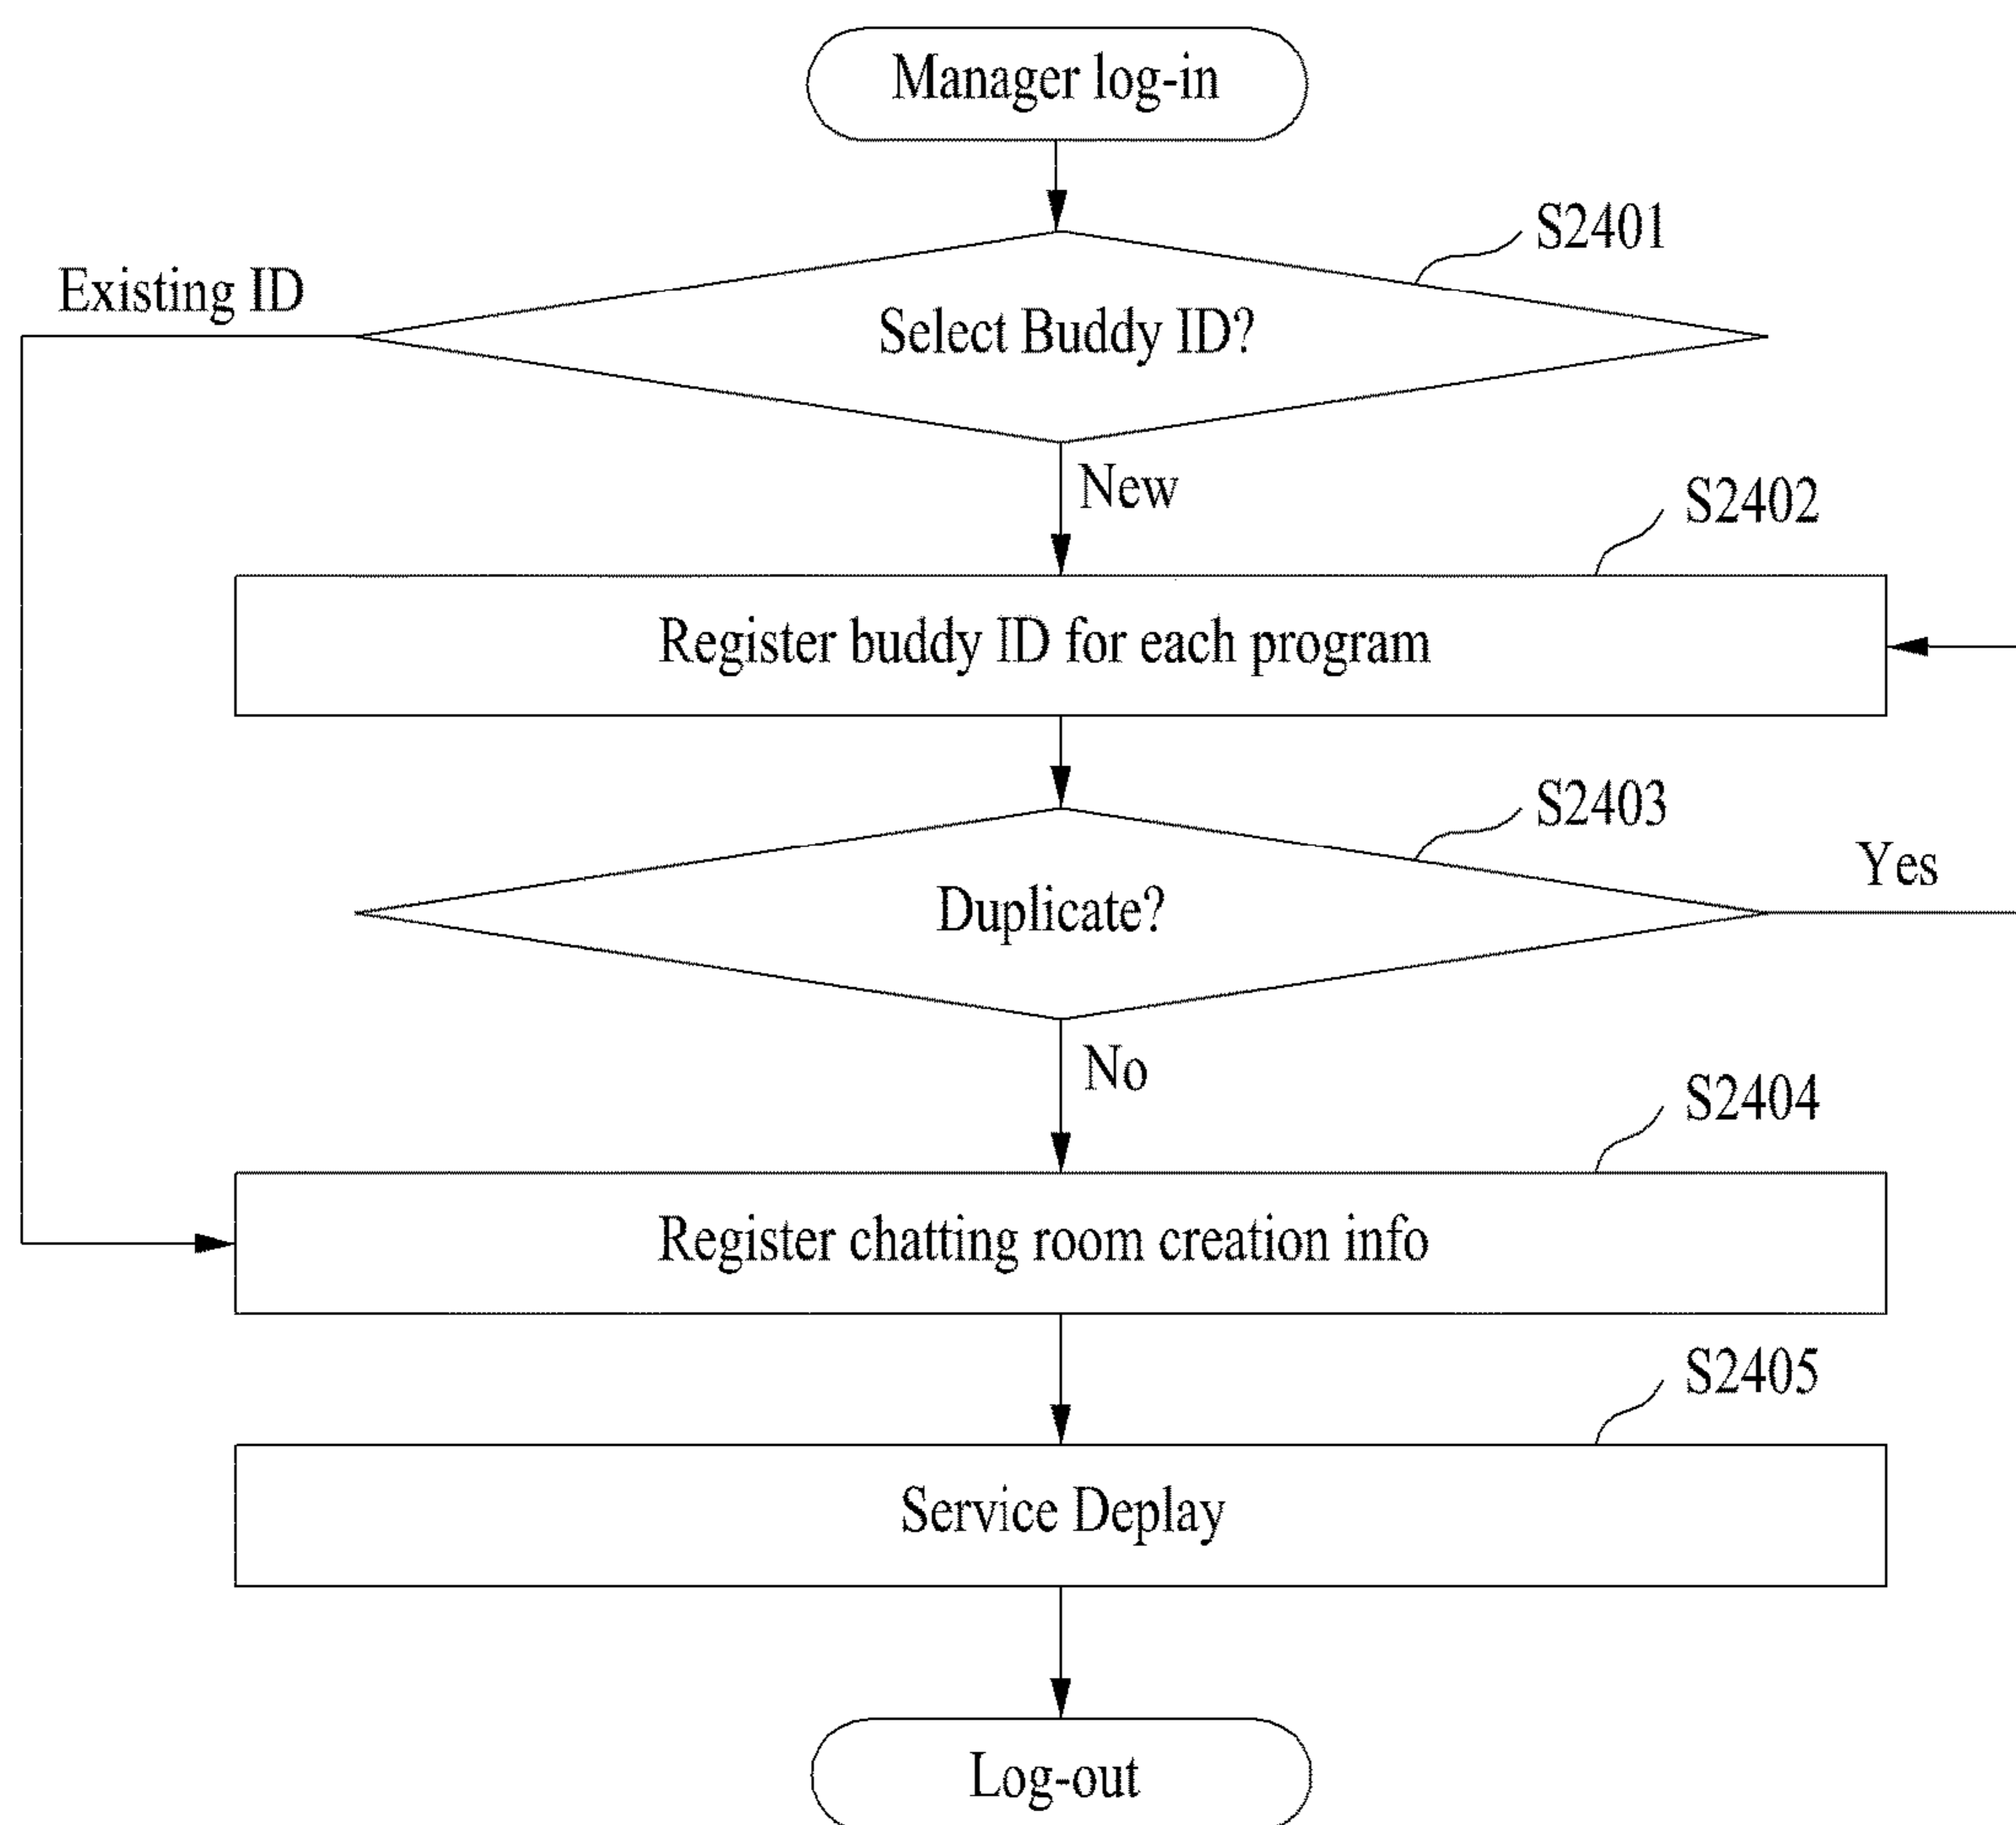 Manager log-in
S2401
Existing ID
Select Buddy ID?
New
S2402
Register buddy ID for each program
S2403
Yes
Duplicate?
No
S2404
Register chatting room creation info
S2405
Service Deplay
Log-out